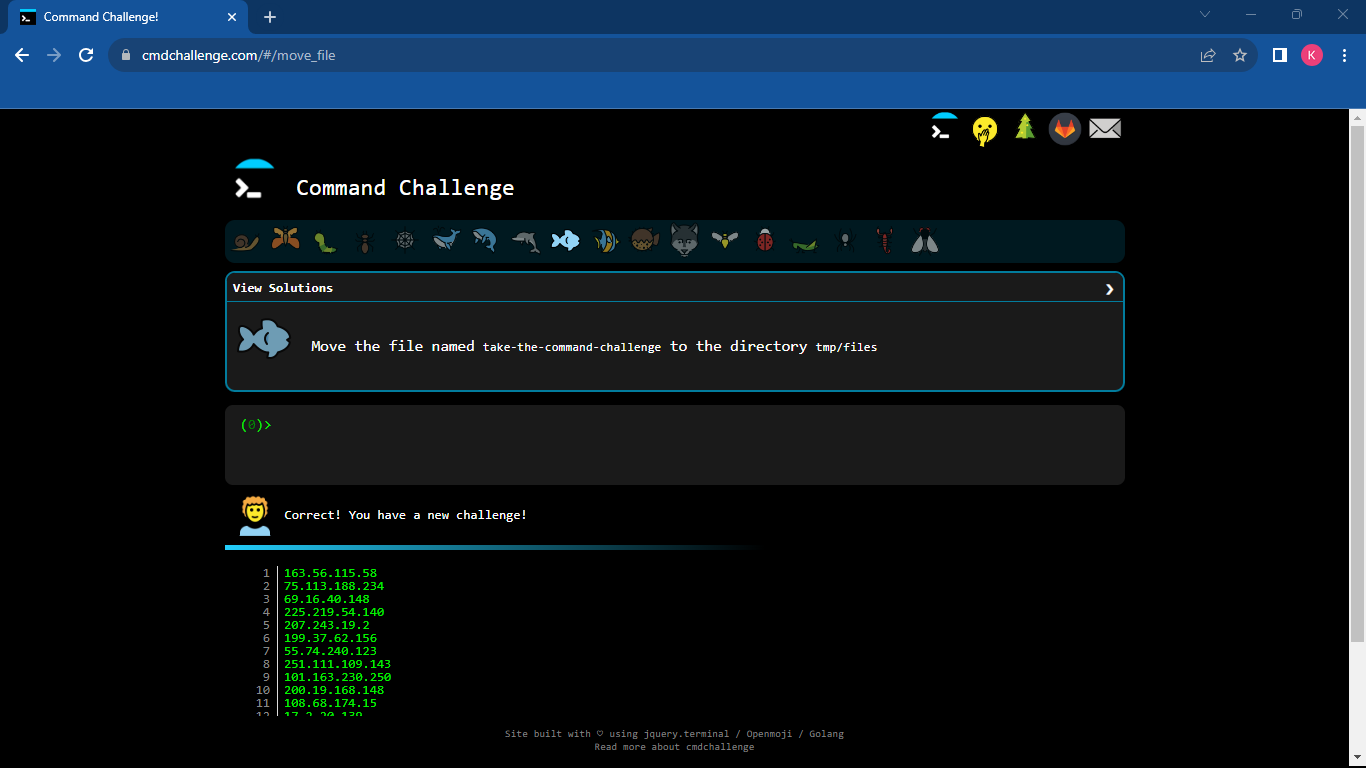 Command Challenge!
cmdchallenge.com/#/move_file
K
Command Challenge
View Solutions
Move the file named take-the-command-challenge to the directory tmp/files
(0)>
Correct! You have a new challenge!
1 163.56.115.58
2 75.113.188.234
3 69.16.40.148
4 225.219.54.140
5 207.243.19.2
6 199.37.62.156
7 55.74.240.123
8 251.111.109.143
9 101.163.230.250
10 200.19.168.148
11 108.68.174.15
12 17.2.20.139
Site built with ♡ using jquery.terminal / Openmoji / Golang
Read more about cmdchallenge